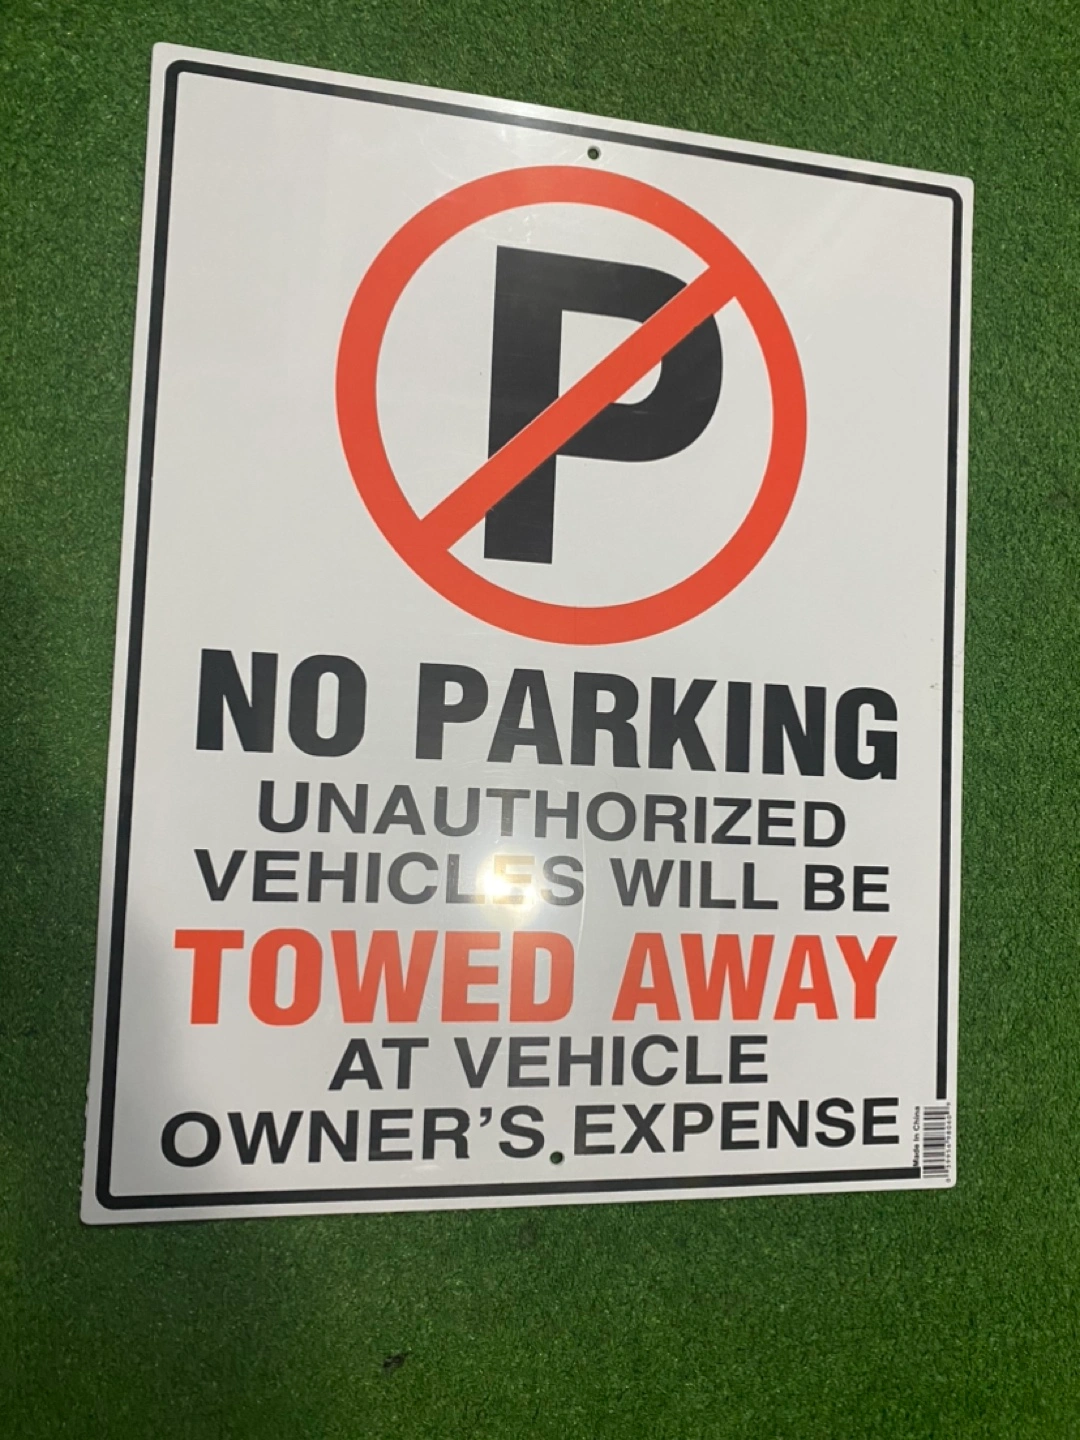 P
NO PARKING
UNAUTHORIZED
VEHICLES WILL BE
TOWED AWAY
AT VEHICLE
OWNER'S EXPENSE
Made In China